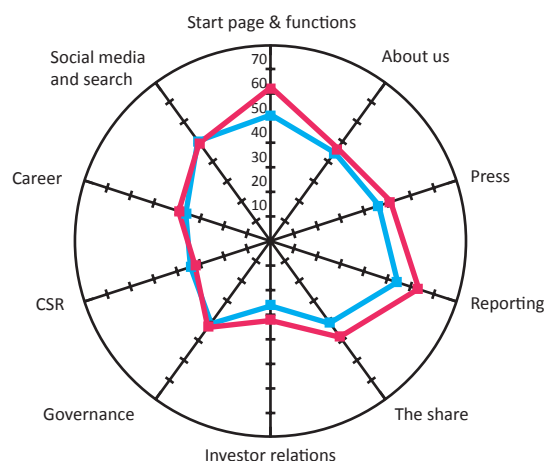 Start page & functions
Social media
and search
About us
70
60
50
40
30
20
10
Career
Press
CSR
Reporting
Governance
The share
Investor relations